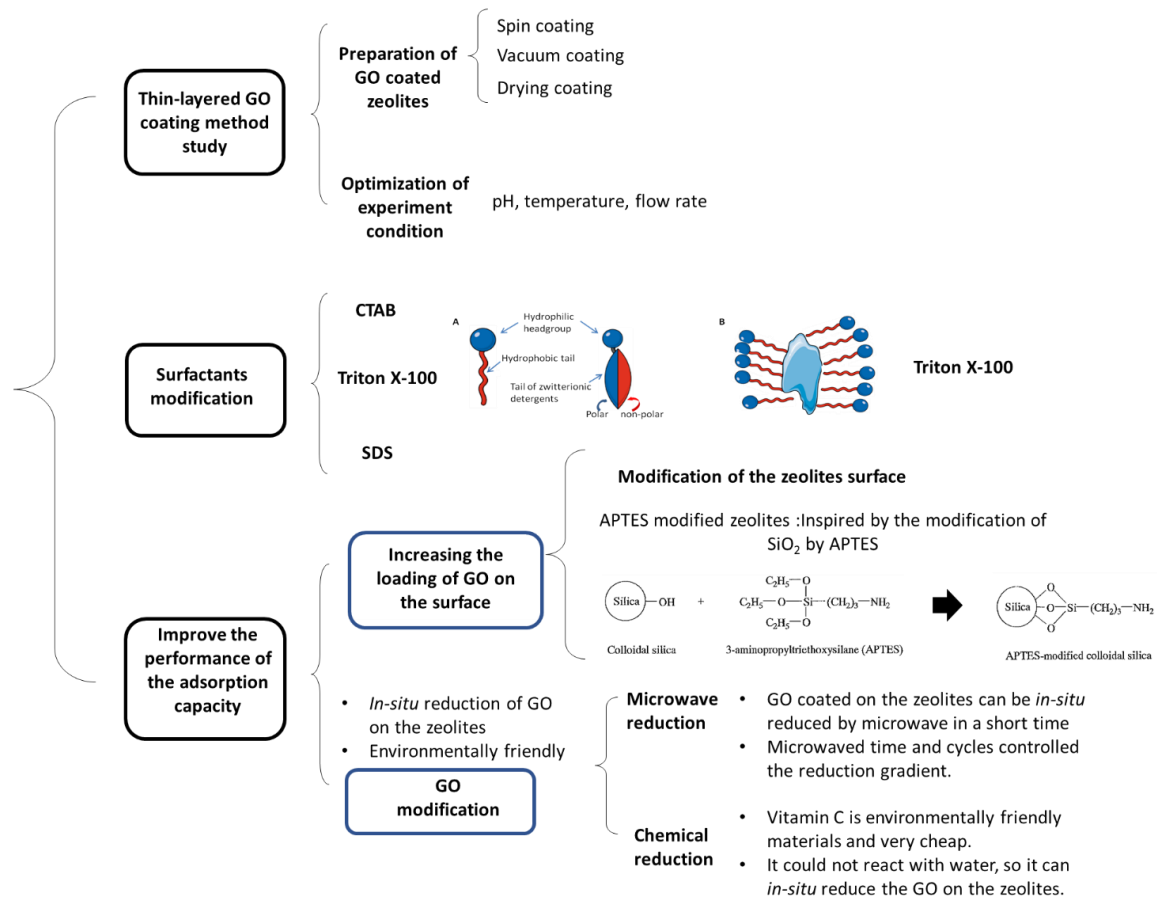 Thin-layered GO
coating method
study
Preparation of
GO coated
zeolites
Spin coating
Vacuum coating
Drying coating
Optimization of
experiment
condition
pH, temperature, flow rate
Surfactants
modification
CTAB
Triton X-100
SDS
A
Hydrophilic
headgroup
Hydrophobic tail
Tail of zwitterionic
detergents
Polar
non-polar
B
Triton X-100
Improve the
performance of
the adsorption
capacity
Increasing the
loading of GO on
the surface
Modification of the zeolites surface
APTES modified zeolites :Inspired by the modification of
SiO₂ by APTES
Silica—OH
+
C₂H₅—O
C₂H₅—O—Si—(CH₂)₃—NH₂
C₂H₅—O
O
Silica—O—Si—(CH₂)₃—NH₂
O
Colloidal silica
3-aminopropyltriethoxysilane (APTES)
APTES-modified colloidal silica
• In-situ reduction of GO
on the zeolites
• Environmentally friendly
GO
modification
Microwave
reduction
• GO coated on the zeolites can be in-situ
reduced by microwave in a short time
• Microwaved time and cycles controlled
the reduction gradient.
Chemical
reduction
• Vitamin C is environmentally friendly
materials and very cheap.
• It could not react with water, so it can
in-situ reduce the GO on the zeolites.